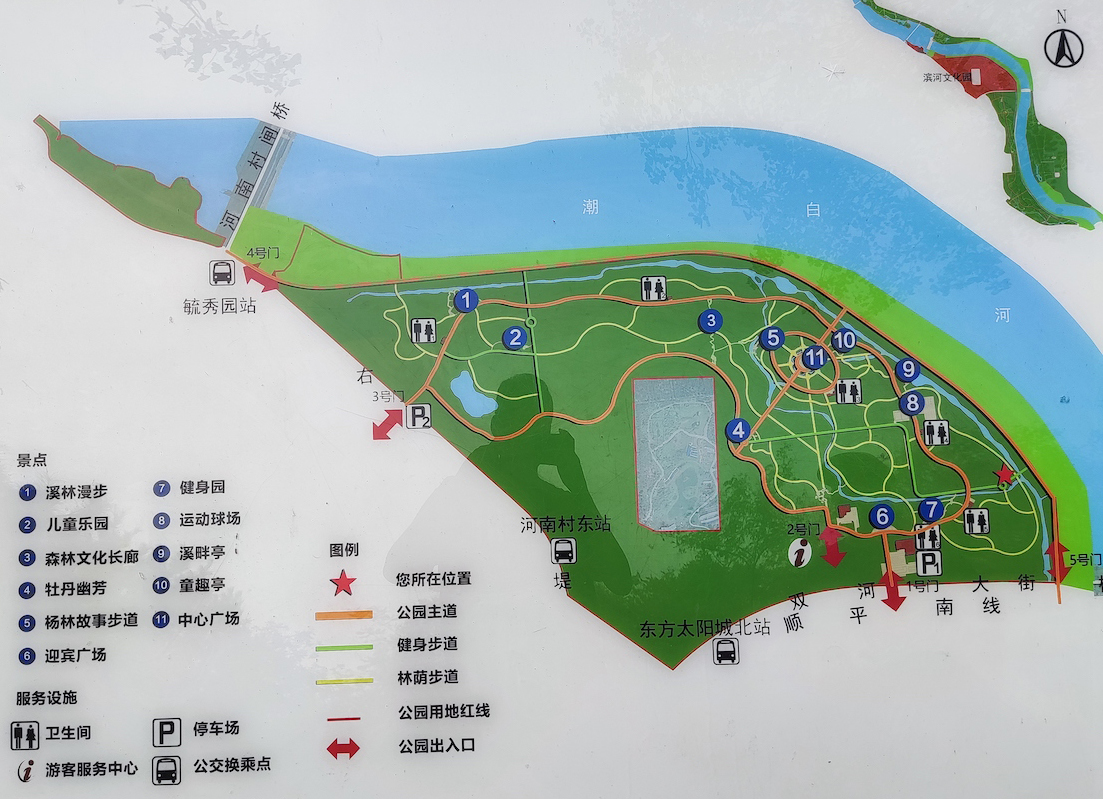 N
滨河文化园
河南村闸桥
潮白河
4号门
毓秀园站
1
2
3
5
10
11
9
8
4
右
3号门
P2
河南村东站
堤
2号门
i
6
7
P1
1号门
5号门
双河大街
顺平南线
东方太阳城北站
景点
1 溪林漫步
2 儿童乐园
3 森林文化长廊
4 牡丹幽芳
5 杨林故事步道
6 迎宾广场
7 健身园
8 运动球场
9 溪畔亭
10 童趣亭
11 中心广场
服务设施
卫生间
P 停车场
i 游客服务中心
公交换乘点
图例
您所在位置
公园主道
健身步道
林荫步道
公园用地红线
公园出入口